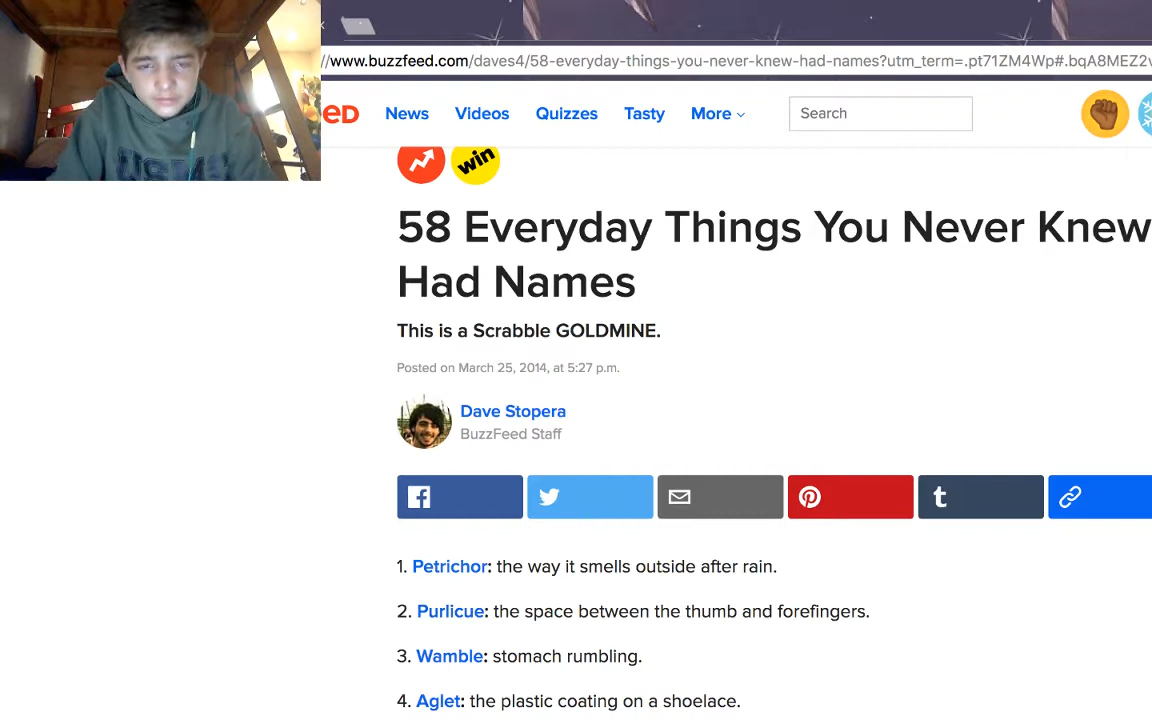 //www.buzzfeed.com/daves4/58-everyday-things-you-never-knew-had-names?utm_term=.pt71ZM4Wp#.bqA8MEZ2v
ED News Videos Quizzes Tasty More Search
win
58 Everyday Things You Never Knew
Had Names
This is a Scrabble GOLDMINE.
Posted on March 25, 2014, at 5:27 p.m.
Dave Stopera
BuzzFeed Staff
1. Petrichor: the way it smells outside after rain.
2. Purlicue: the space between the thumb and forefingers.
3. Wamble: stomach rumbling.
4. Aglet: the plastic coating on a shoelace.